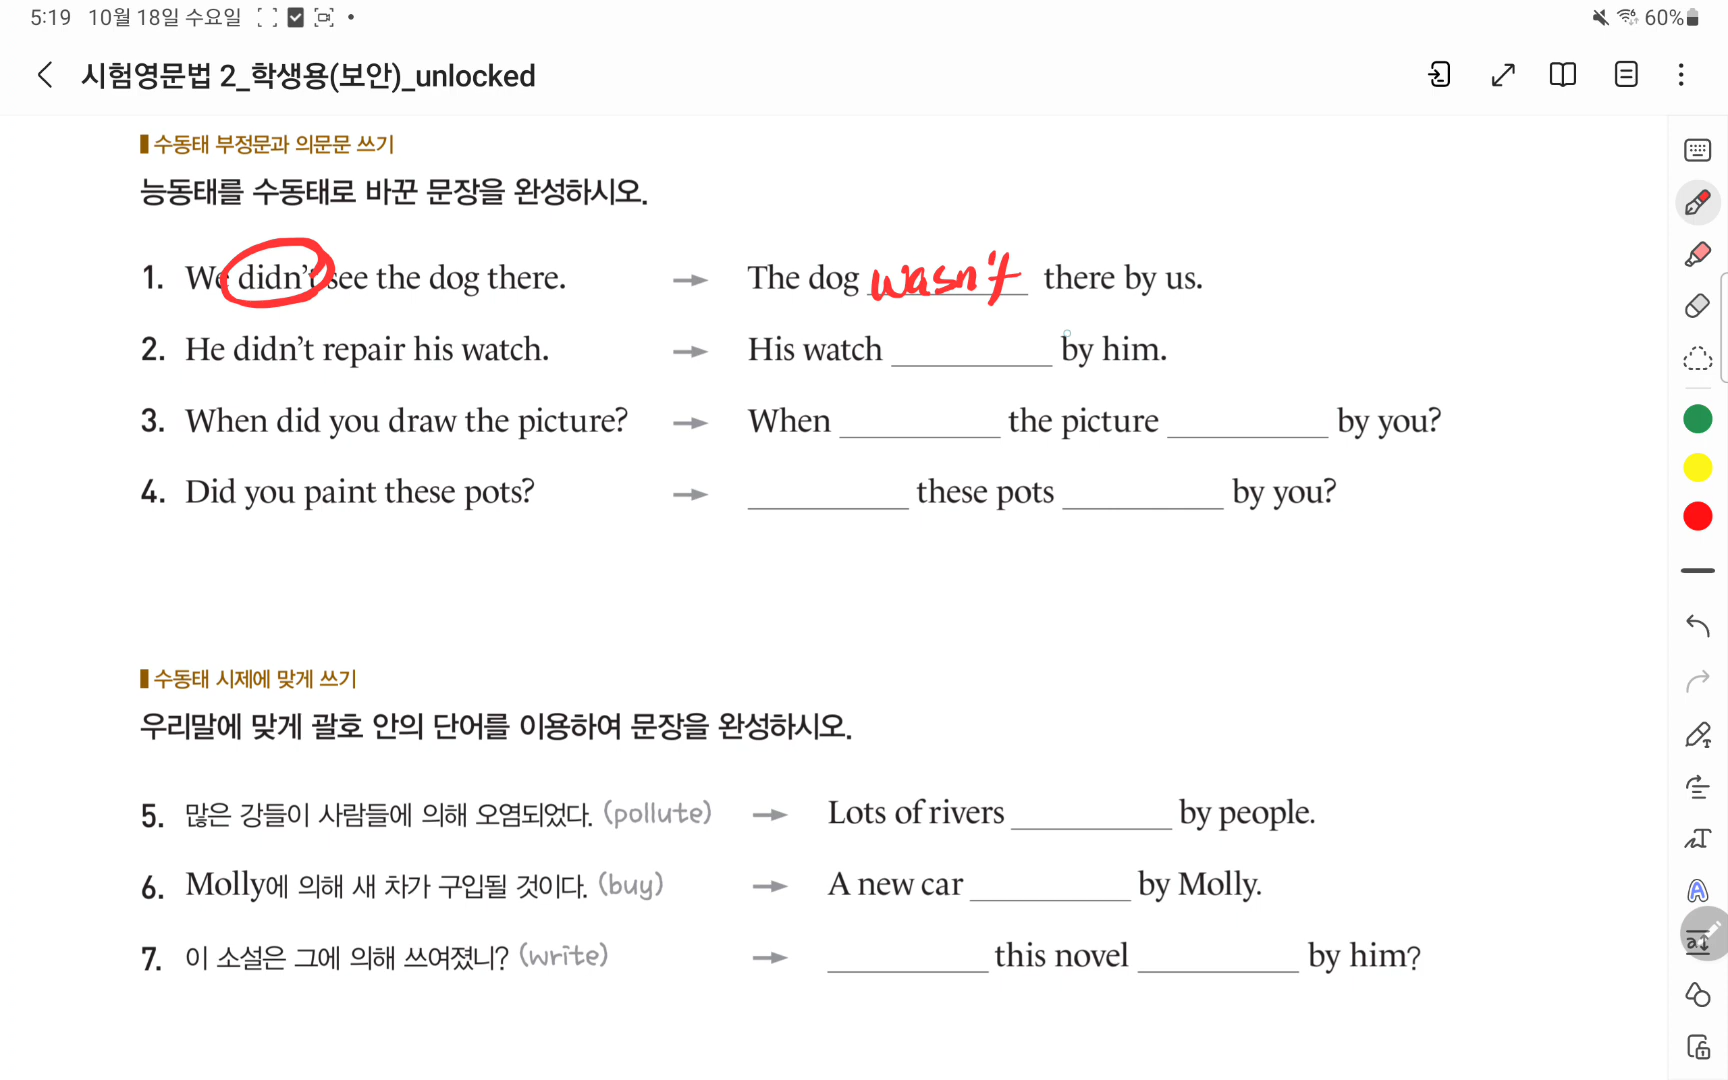 5:19 10월 18일 수요일 60%
시험영문법 2_학생용(보안)_unlocked
수동태 부정문과 의문문 쓰기
능동태를 수동태로 바꾼 문장을 완성하시오.
1. We didn't see the dog there. → The dog wasn't there by us.
2. He didn't repair his watch. → His watch __________ by him.
3. When did you draw the picture? → When __________ the picture __________ by you?
4. Did you paint these pots? → __________ these pots __________ by you?
수동태 시제에 맞게 쓰기
우리말에 맞게 괄호 안의 단어를 이용하여 문장을 완성하시오.
5. 많은 강들이 사람들에 의해 오염되었다. (pollute) → Lots of rivers __________ by people.
6. Molly에 의해 새 차가 구입될 것이다. (buy) → A new car __________ by Molly.
7. 이 소설은 그에 의해 쓰여졌니? (write) → __________ this novel __________ by him?